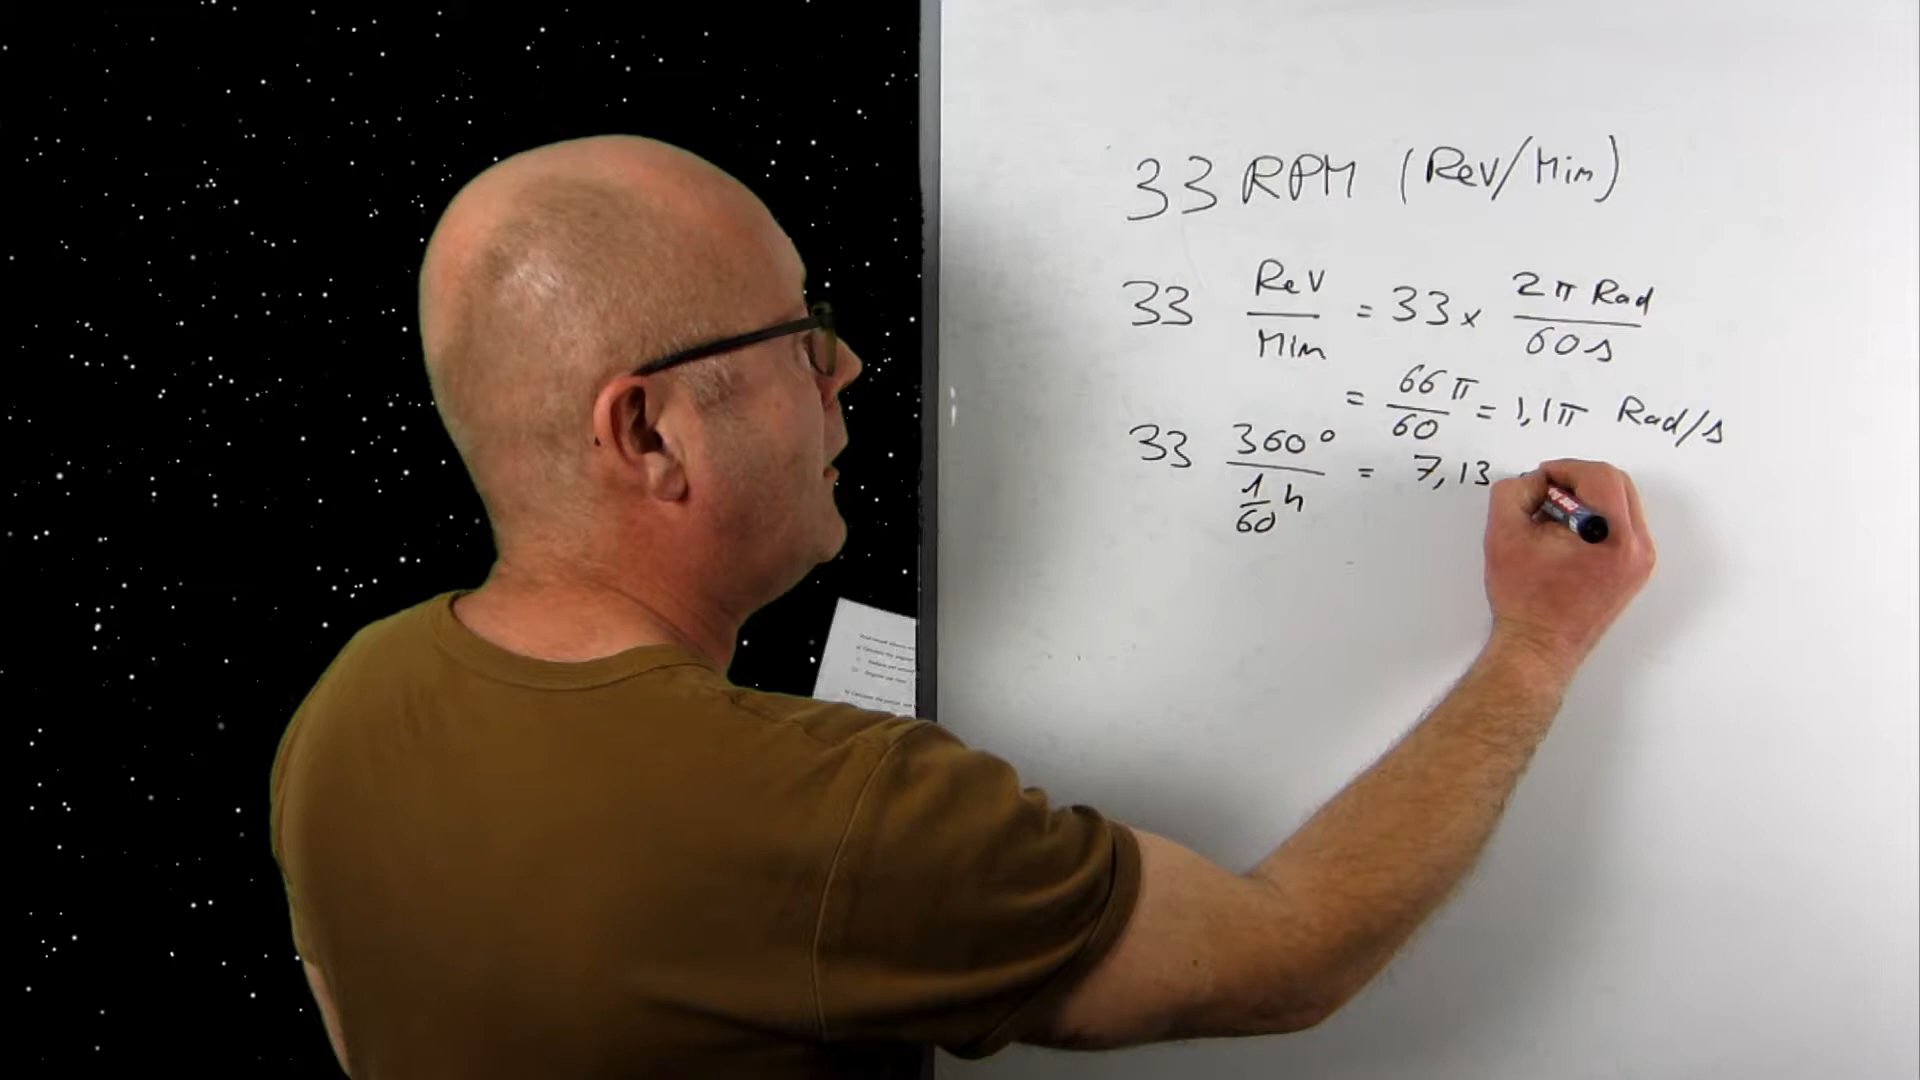 33 RPM (Rev/Min)
33 Rev/Min = 33 x 2π Rad/60s
= 66π/60 = 1,1π Rad/s
33 360°/(1/60 h) = 7,13